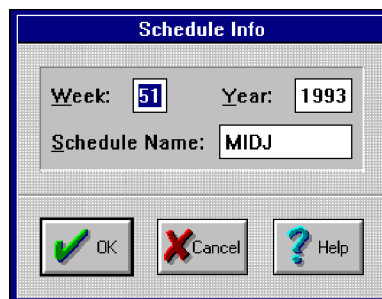 Schedule Info
Week: 51 Year: 1993
Schedule Name: MIDJ
OK Cancel Help